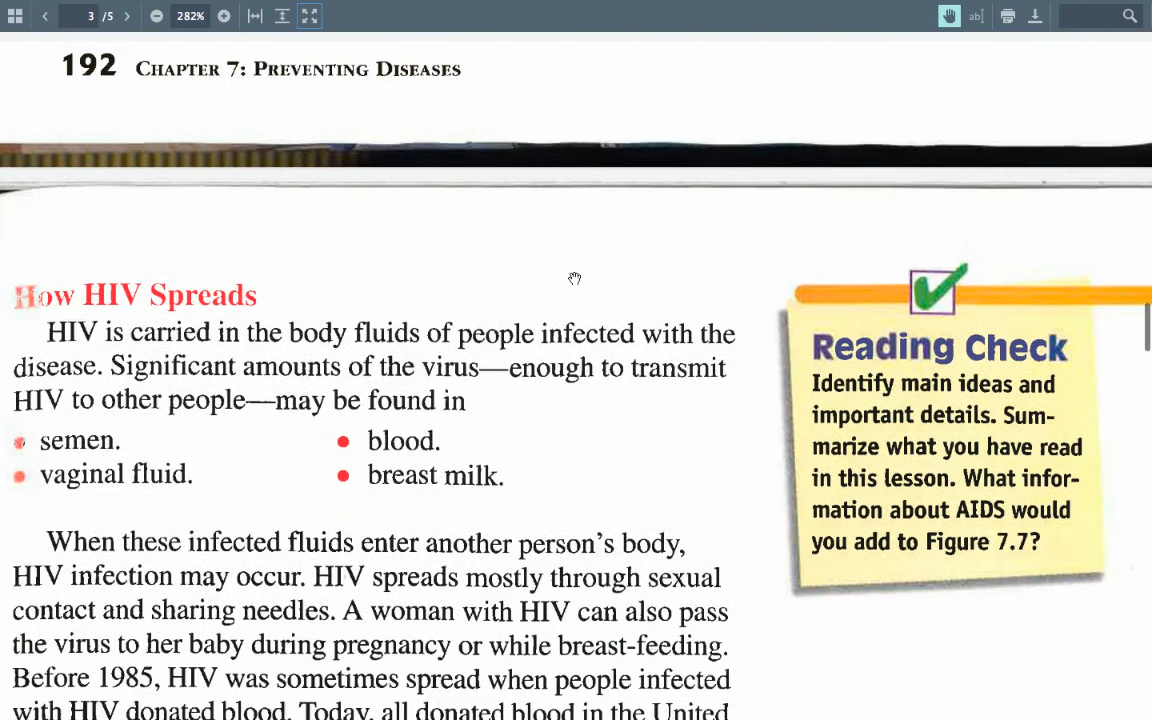 3 /5 282% ab
192 CHAPTER 7: PREVENTING DISEASES
How HIV Spreads
HIV is carried in the body fluids of people infected with the
disease. Significant amounts of the virus—enough to transmit
HIV to other people—may be found in
• semen.
• vaginal fluid.
• blood.
• breast milk.
When these infected fluids enter another person's body,
HIV infection may occur. HIV spreads mostly through sexual
contact and sharing needles. A woman with HIV can also pass
the virus to her baby during pregnancy or while breast-feeding.
Before 1985, HIV was sometimes spread when people infected
with HIV donated blood. Today, all donated blood in the United
Reading Check
Identify main ideas and
important details. Sum-
marize what you have read
in this lesson. What infor-
mation about AIDS would
you add to Figure 7.7?